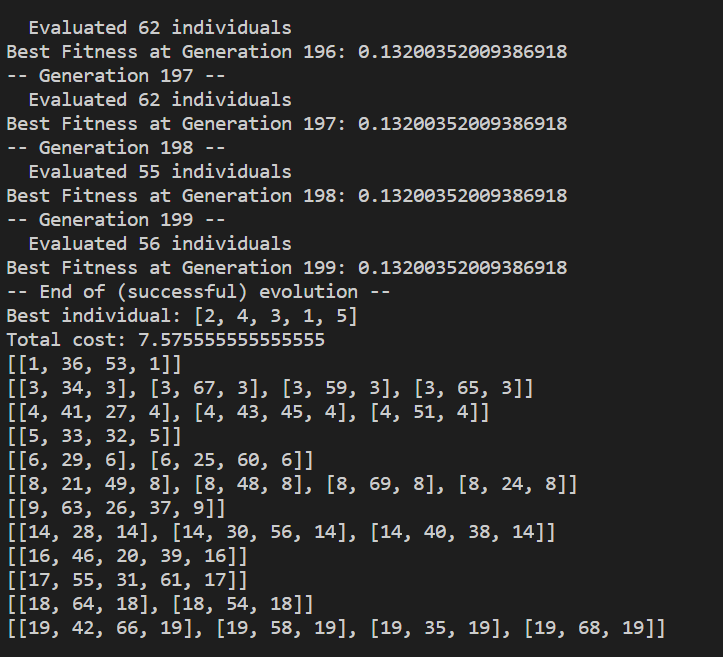 Evaluated 62 individuals
Best Fitness at Generation 196: 0.13200352009386918
-- Generation 197 --
  Evaluated 62 individuals
Best Fitness at Generation 197: 0.13200352009386918
-- Generation 198 --
  Evaluated 55 individuals
Best Fitness at Generation 198: 0.13200352009386918
-- Generation 199 --
  Evaluated 56 individuals
Best Fitness at Generation 199: 0.13200352009386918
-- End of (successful) evolution --
Best individual: [2, 4, 3, 1, 5]
Total cost: 7.575555555555555
[[1, 36, 53, 1]]
[[3, 34, 3], [3, 67, 3], [3, 59, 3], [3, 65, 3]]
[[4, 41, 27, 4], [4, 43, 45, 4], [4, 51, 4]]
[[5, 33, 32, 5]]
[[6, 29, 6], [6, 25, 60, 6]]
[[8, 21, 49, 8], [8, 48, 8], [8, 69, 8], [8, 24, 8]]
[[9, 63, 26, 37, 9]]
[[14, 28, 14], [14, 30, 56, 14], [14, 40, 38, 14]]
[[16, 46, 20, 39, 16]]
[[17, 55, 31, 61, 17]]
[[18, 64, 18], [18, 54, 18]]
[[19, 42, 66, 19], [19, 58, 19], [19, 35, 19], [19, 68, 19]]